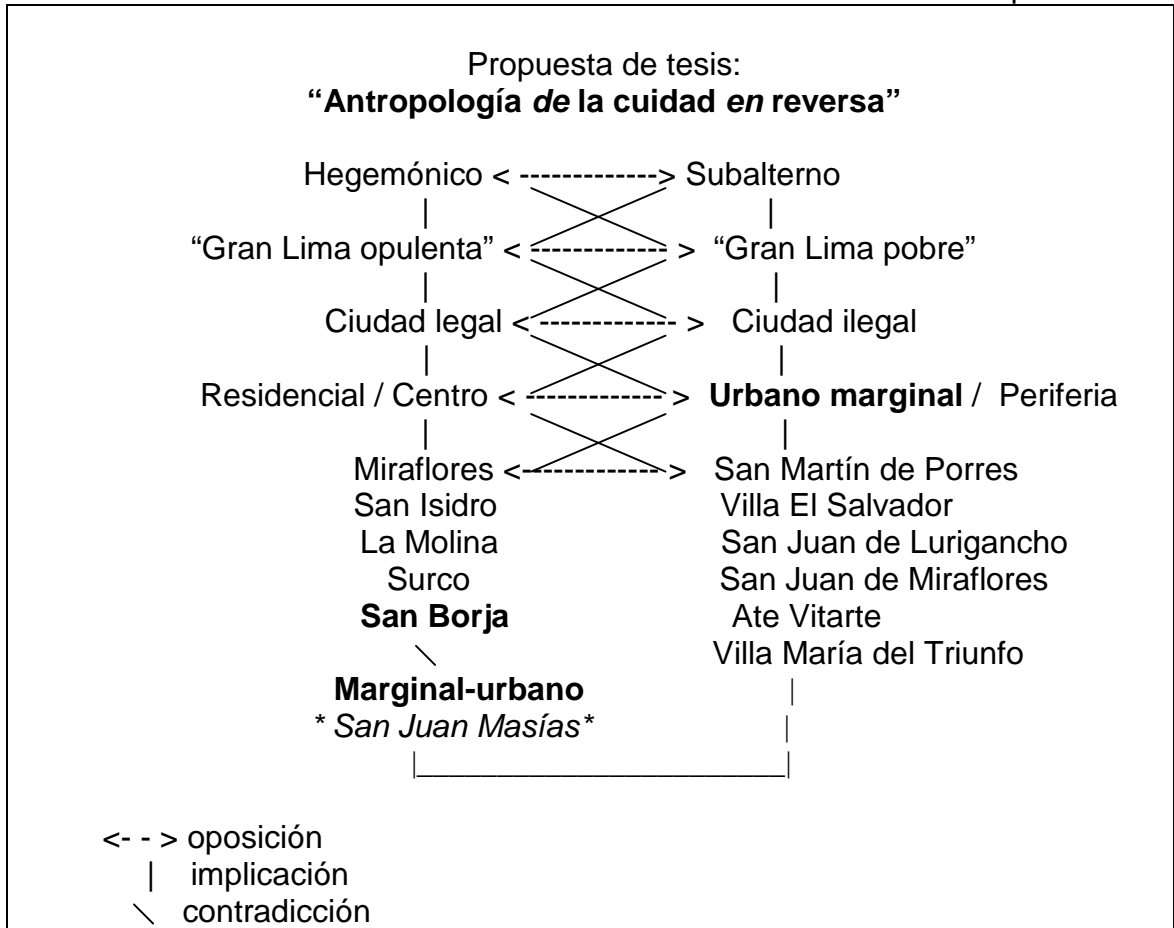 Propuesta de tesis:
“Antropología de la cuidad en reversa”
Hegemónico < -------------> Subalterno
| |
“Gran Lima opulenta” < ------------- > “Gran Lima pobre”
| |
Ciudad legal < ------------- > Ciudad ilegal
| |
Residencial / Centro < ------------- > Urbano marginal / Periferia
| |
Miraflores <-------------> San Martín de Porres
San Isidro Villa El Salvador
La Molina San Juan de Lurigancho
Surco San Juan de Miraflores
San Borja Ate Vitarte
\ Villa María del Triunfo
Marginal-urbano |
* San Juan Masías* |
|_______________________|
<- - > oposición
| implicación
\ contradicción